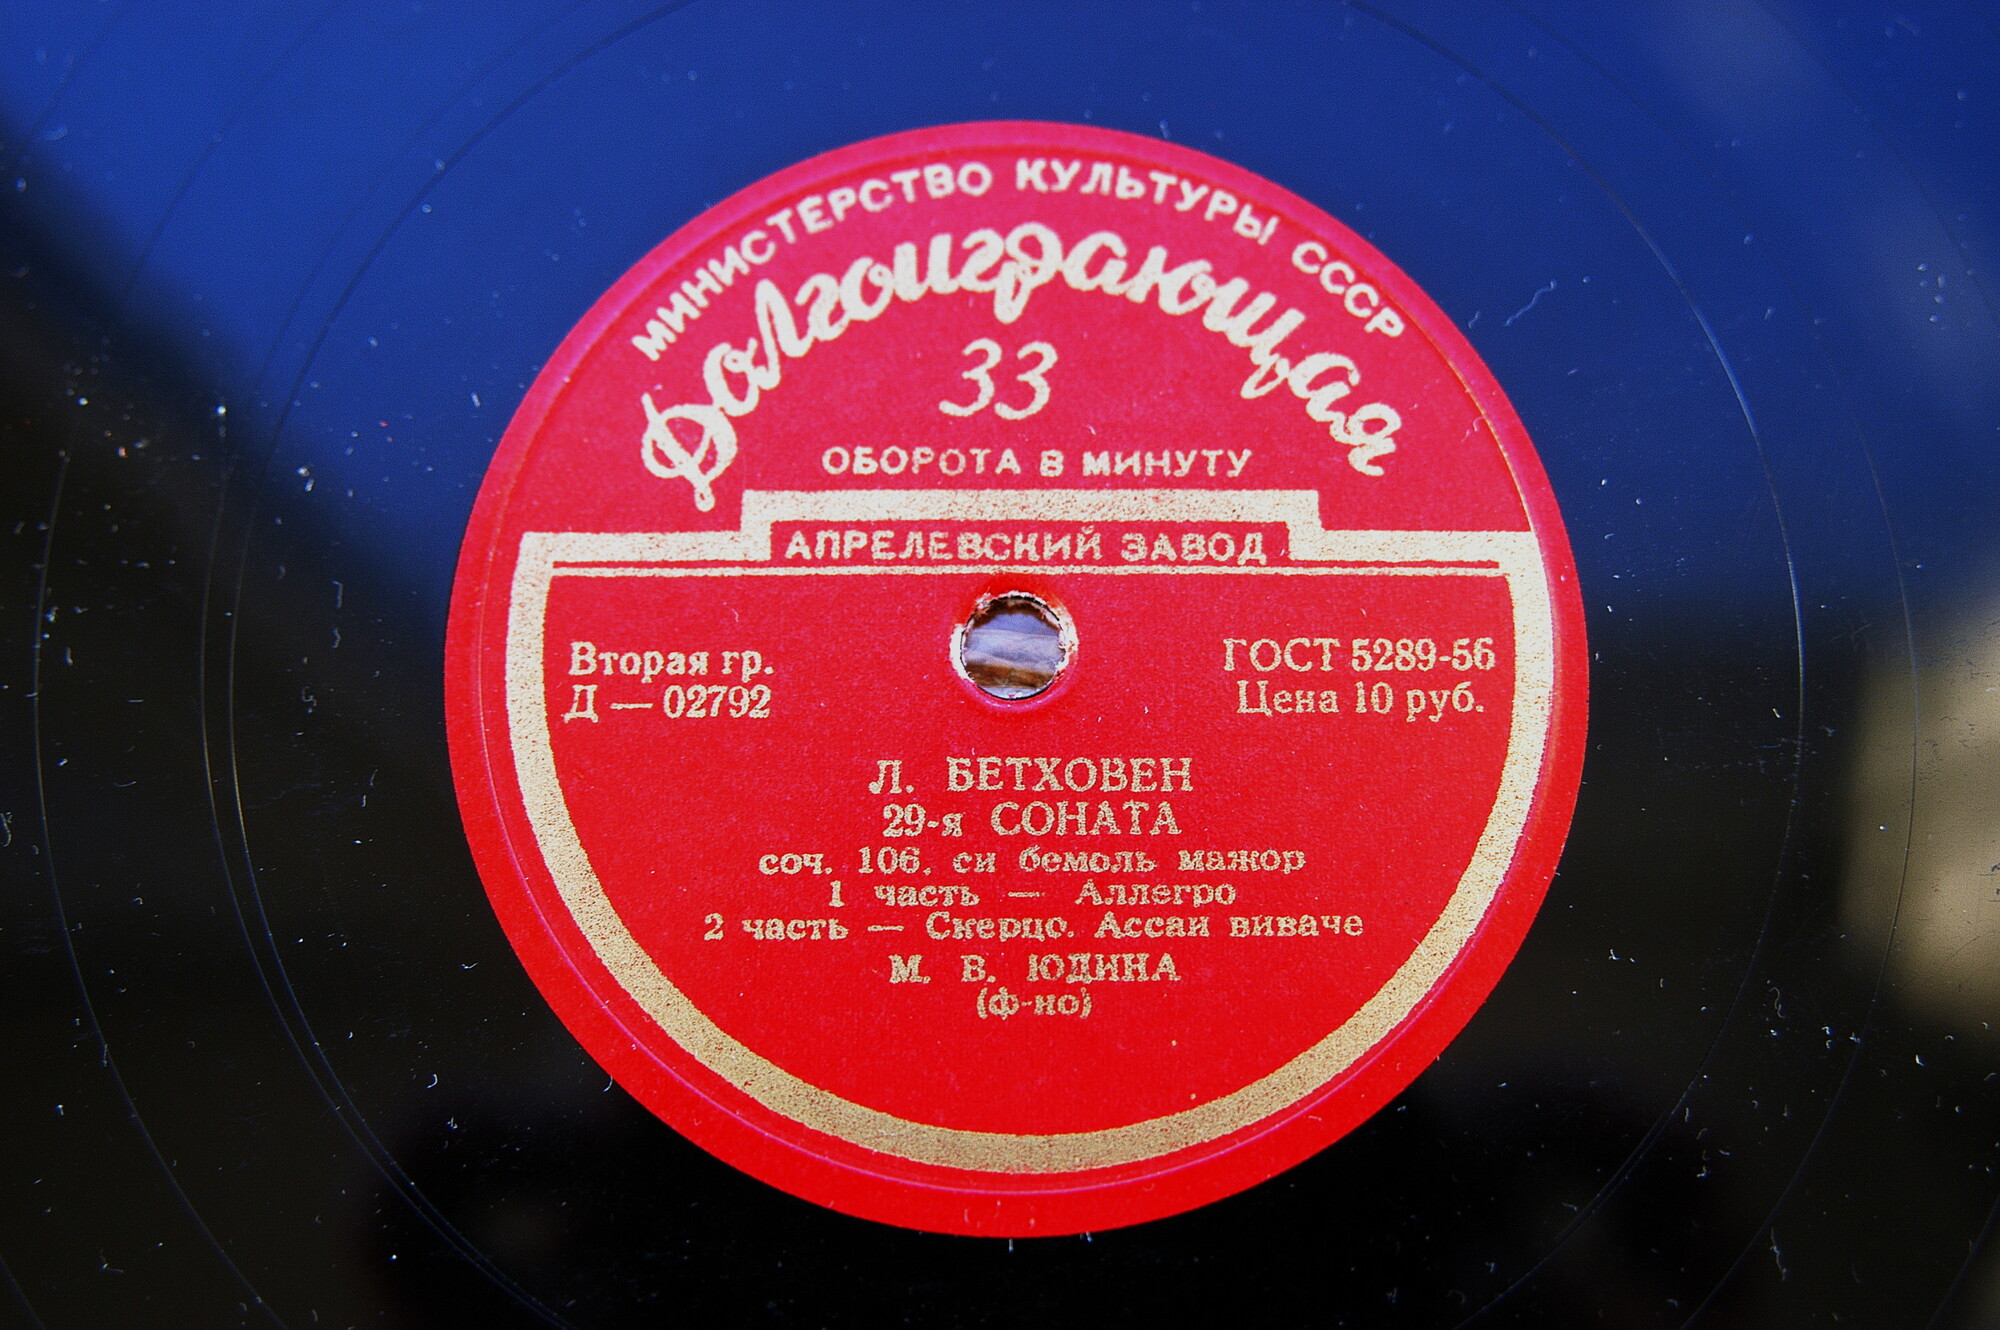 МИНИСТЕРСТВО КУЛЬТУРЫ СССР
Долгоиграющая
33
ОБОРОТА В МИНУТУ
АПРЕЛЕВСКИЙ ЗАВОД
Вторая гр.
Д — 02792
ГОСТ 5289-56
Цена 10 руб.
Л. БЕТХОВЕН
29-я СОНАТА
соч. 106, си бемоль мажор
1 часть — Аллегро
2 часть — Скерцо. Ассаи виваче
М. В. ЮДИНА
(ф-но)